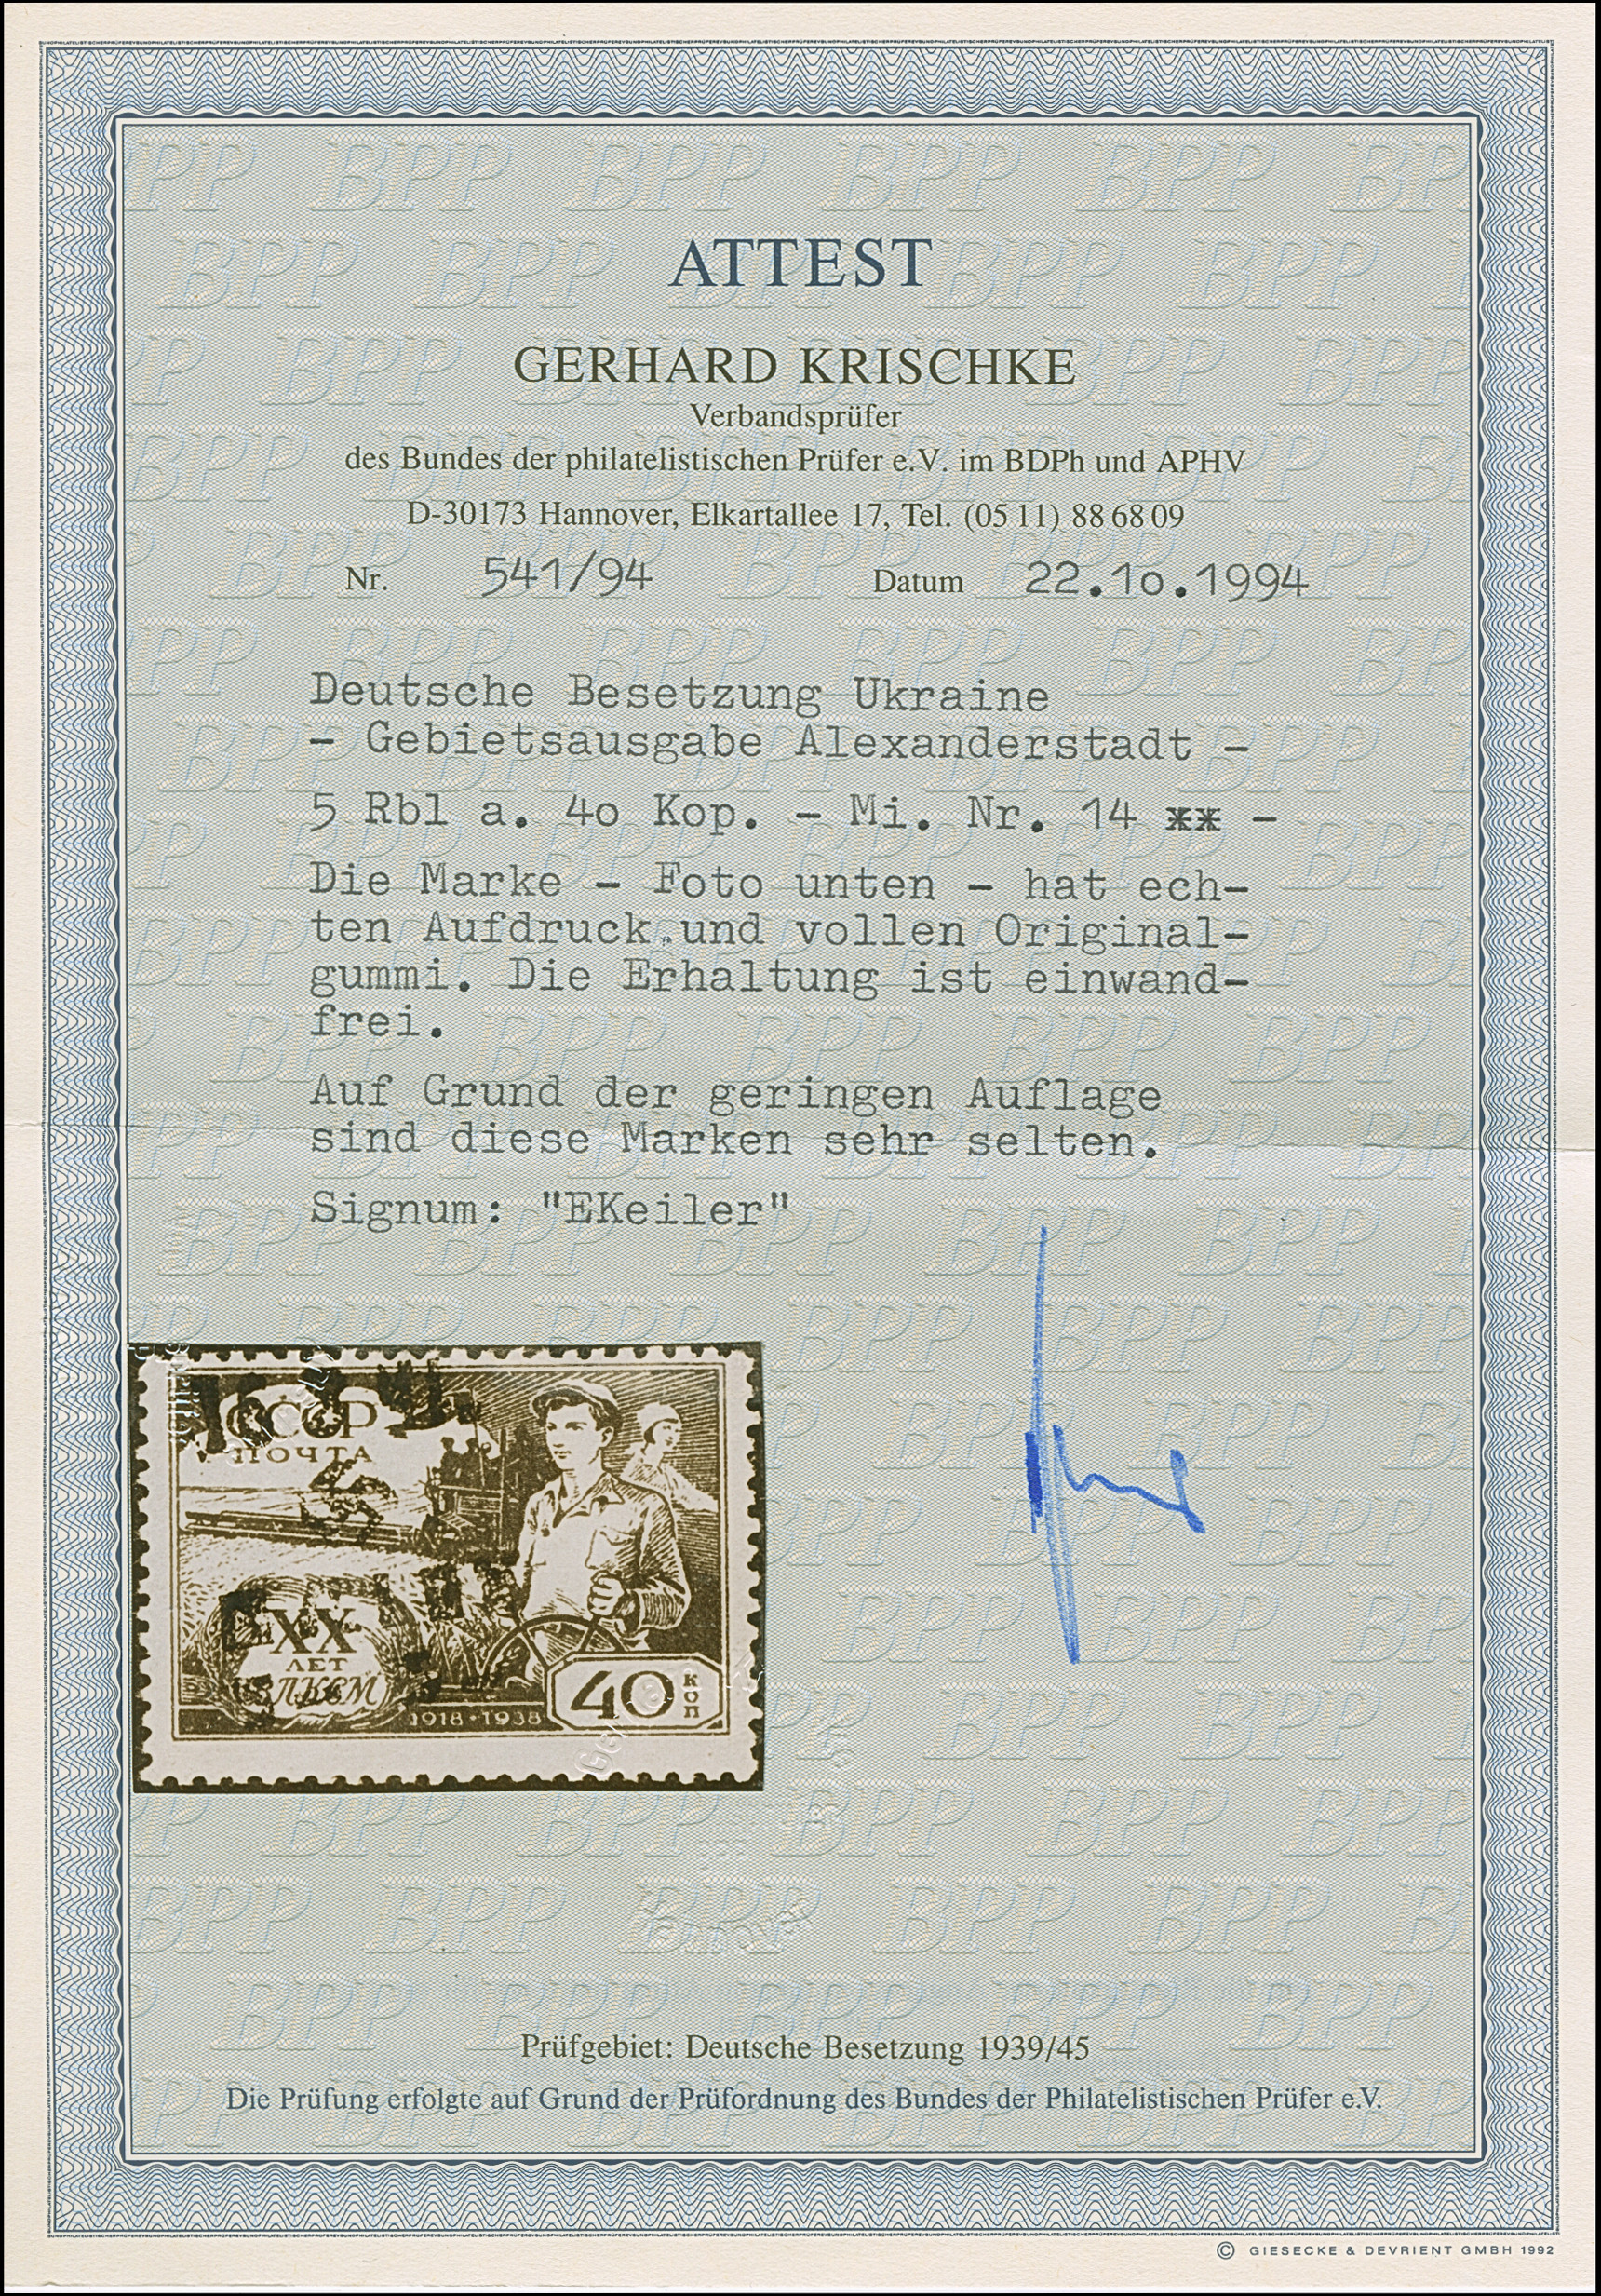 ATTEST
GERHARD KRISCHKE
Verbandsprüfer
des Bundes der philatelistischen Prüfer e.V. im BDPh und APHV
D-30173 Hannover, Elkartallee 17, Tel. (05 11) 88 68 09
Nr. 541/94 Datum 22.1o.1994
Deutsche Besetzung Ukraine
- Gebietsausgabe Alexanderstadt -
5 Rbl a. 4o Kop. - Mi. Nr. 14 ** -
Die Marke - Foto unten - hat ech-
ten Aufdruck und vollen Original-
gummi. Die Erhaltung ist einwand-
frei.
Auf Grund der geringen Auflage
sind diese Marken sehr selten.
Signum: "EKeiler"
СССР
ПОЧТА
XX
ЛЕТ
ВЛКСМ
1918·1938
40 КОП
Prüfgebiet: Deutsche Besetzung 1939/45
Die Prüfung erfolgte auf Grund der Prüfordnung des Bundes der Philatelistischen Prüfer e.V.
© GIESECKE & DEVRIENT GMBH 1992